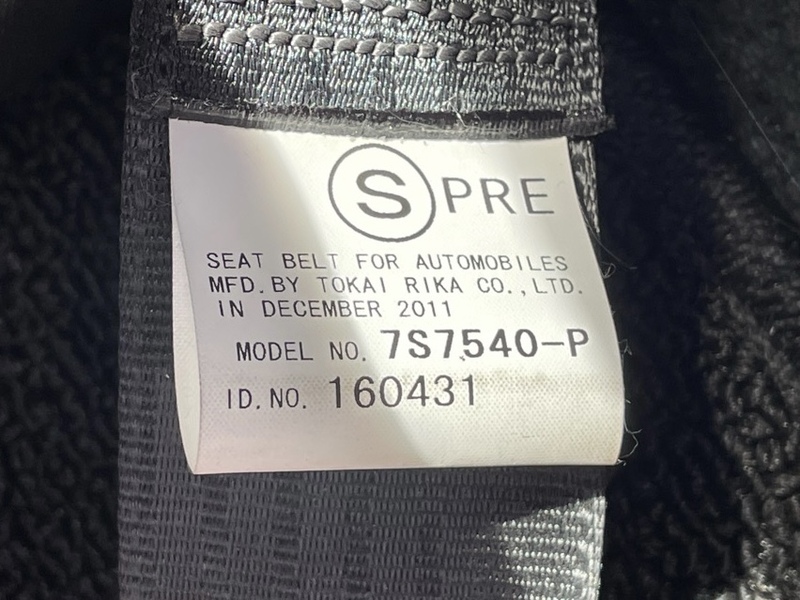 Ⓢ PRE
SEAT BELT FOR AUTOMOBILES
MFD.BY TOKAI RIKA CO.,LTD.
IN DECEMBER 2011
MODEL NO. 7S7540-P
ID.NO. 160431